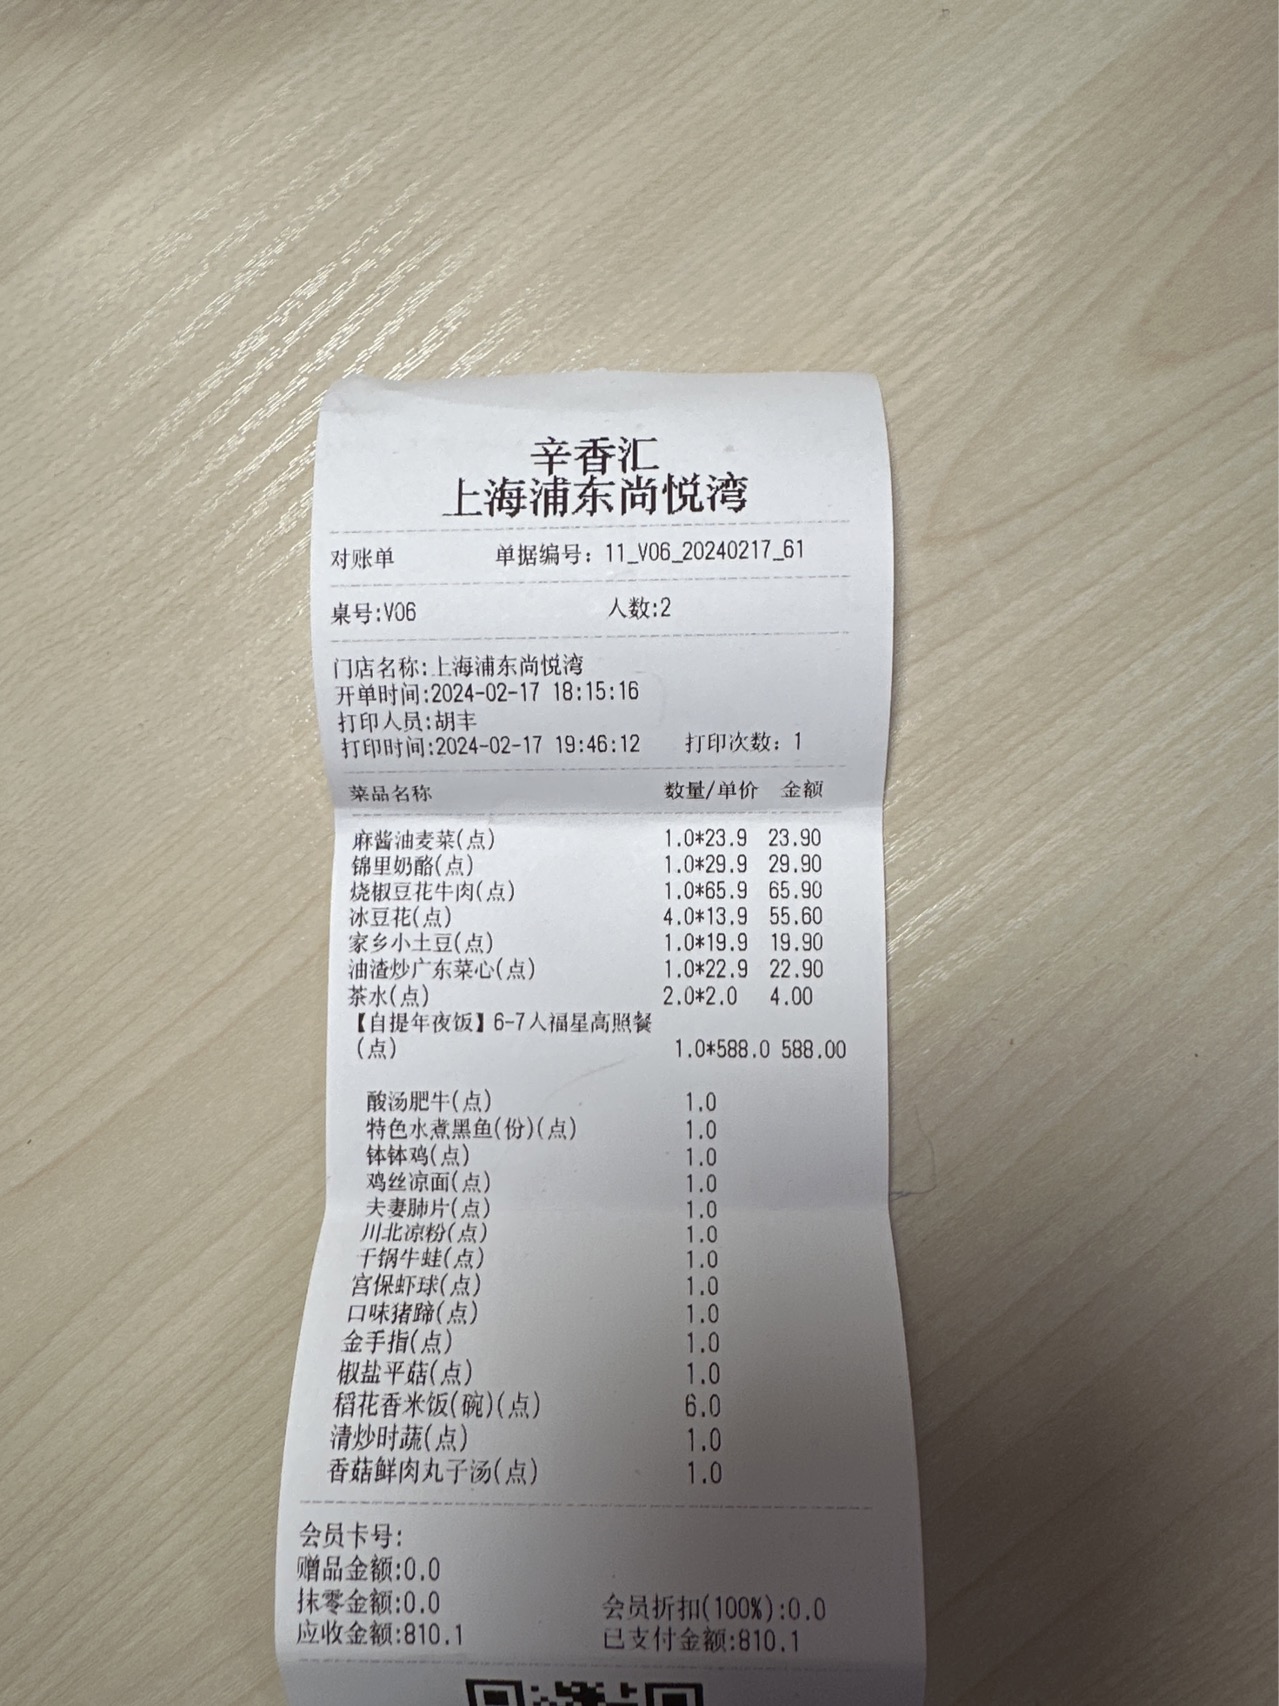 辛香汇
上海浦东尚悦湾
对账单 单据编号：11_V06_20240217_61
桌号:V06 人数:2
门店名称:上海浦东尚悦湾
开单时间:2024-02-17 18:15:16
打印人员:胡丰
打印时间:2024-02-17 19:46:12 打印次数：1
菜品名称 数量/单价 金额
麻酱油麦菜(点) 1.0*23.9 23.90
锦里奶酪(点) 1.0*29.9 29.90
烧椒豆花牛肉(点) 1.0*65.9 65.90
冰豆花(点) 4.0*13.9 55.60
家乡小土豆(点) 1.0*19.9 19.90
油渣炒广东菜心(点) 1.0*22.9 22.90
茶水(点) 2.0*2.0 4.00
【自提年夜饭】6-7人福星高照餐
(点) 1.0*588.0 588.00
酸汤肥牛(点) 1.0
特色水煮黑鱼(份)(点) 1.0
钵钵鸡(点) 1.0
鸡丝凉面(点) 1.0
夫妻肺片(点) 1.0
川北凉粉(点) 1.0
干锅牛蛙(点) 1.0
宫保虾球(点) 1.0
口味猪蹄(点) 1.0
金手指(点) 1.0
椒盐平菇(点) 1.0
稻花香米饭(碗)(点) 6.0
清炒时蔬(点) 1.0
香菇鲜肉丸子汤(点) 1.0
会员卡号:
赠品金额:0.0
抹零金额:0.0 会员折扣(100%):0.0
应收金额:810.1 已支付金额:810.1